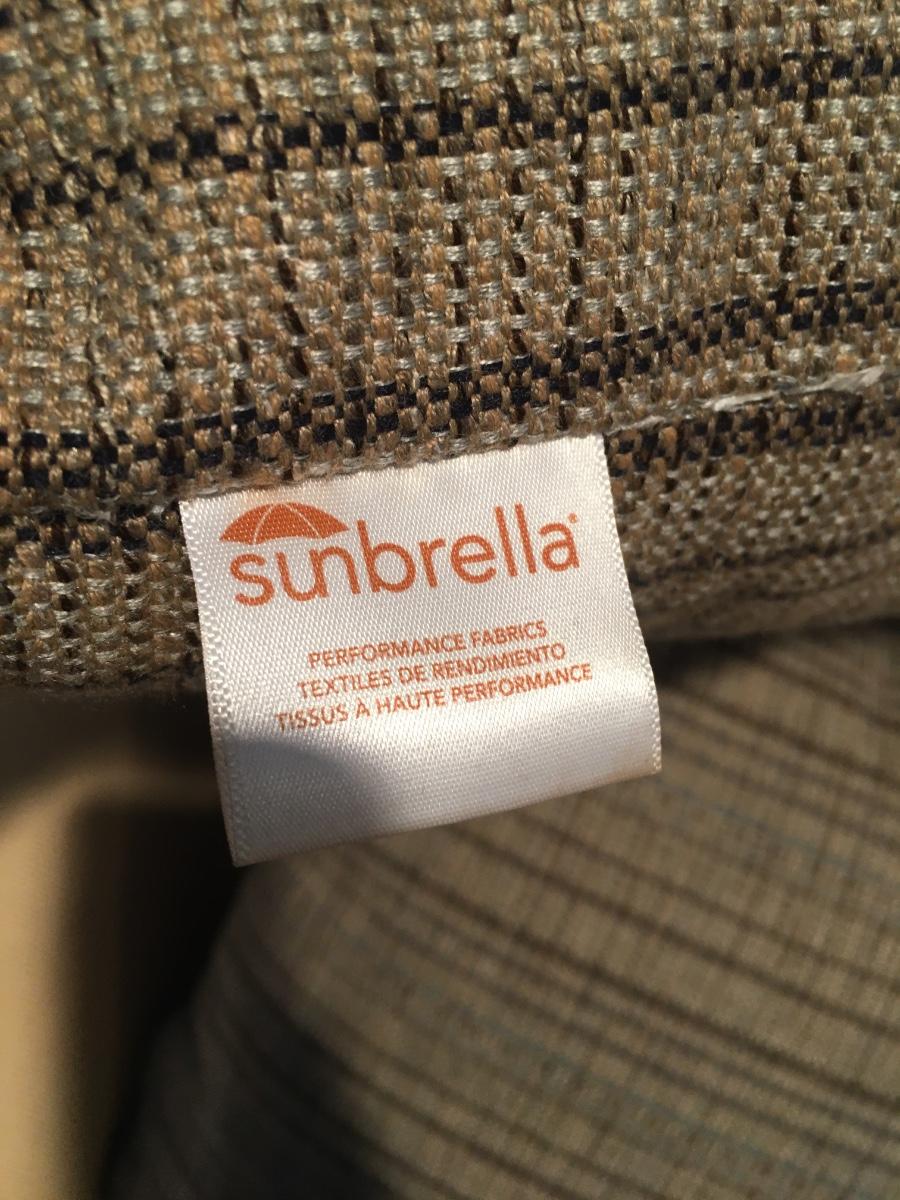 sunbrella®
PERFORMANCE FABRICS
TEXTILES DE RENDIMIENTO
TISSUS À HAUTE PERFORMANCE